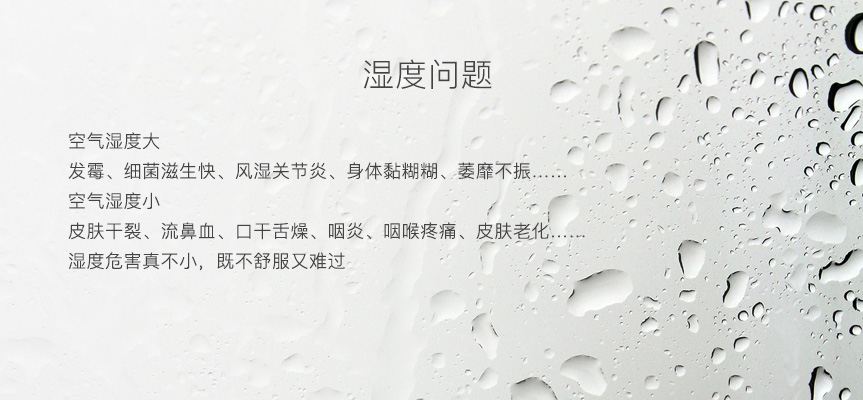 湿度问题
空气湿度大
发霉、细菌滋生快、风湿关节炎、身体黏糊糊、萎靡不振……
空气湿度小
皮肤干裂、流鼻血、口干舌燥、咽炎、咽喉疼痛、皮肤老化……
湿度危害真不小，既不舒服又难过